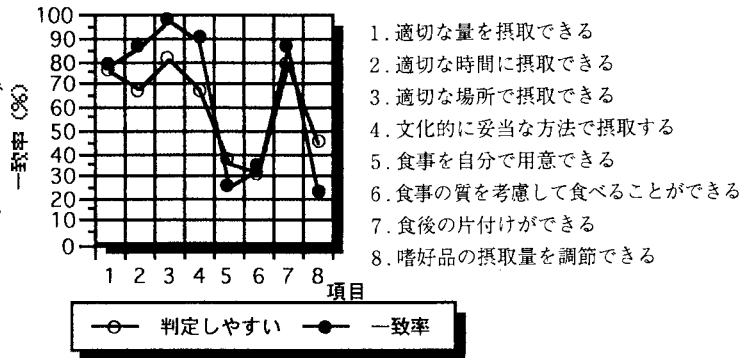 100
90
80
70
60
50
40
30
20
10
0
一致率 (%)
1 2 3 4 5 6 7 8
項目
判定しやすい 一致率
1.適切な量を摂取できる
2.適切な時間に摂取できる
3.適切な場所で摂取できる
4.文化的に妥当な方法で摂取する
5.食事を自分で用意できる
6.食事の質を考慮して食べることができる
7.食後の片付けができる
8.嗜好品の摂取量を調節できる